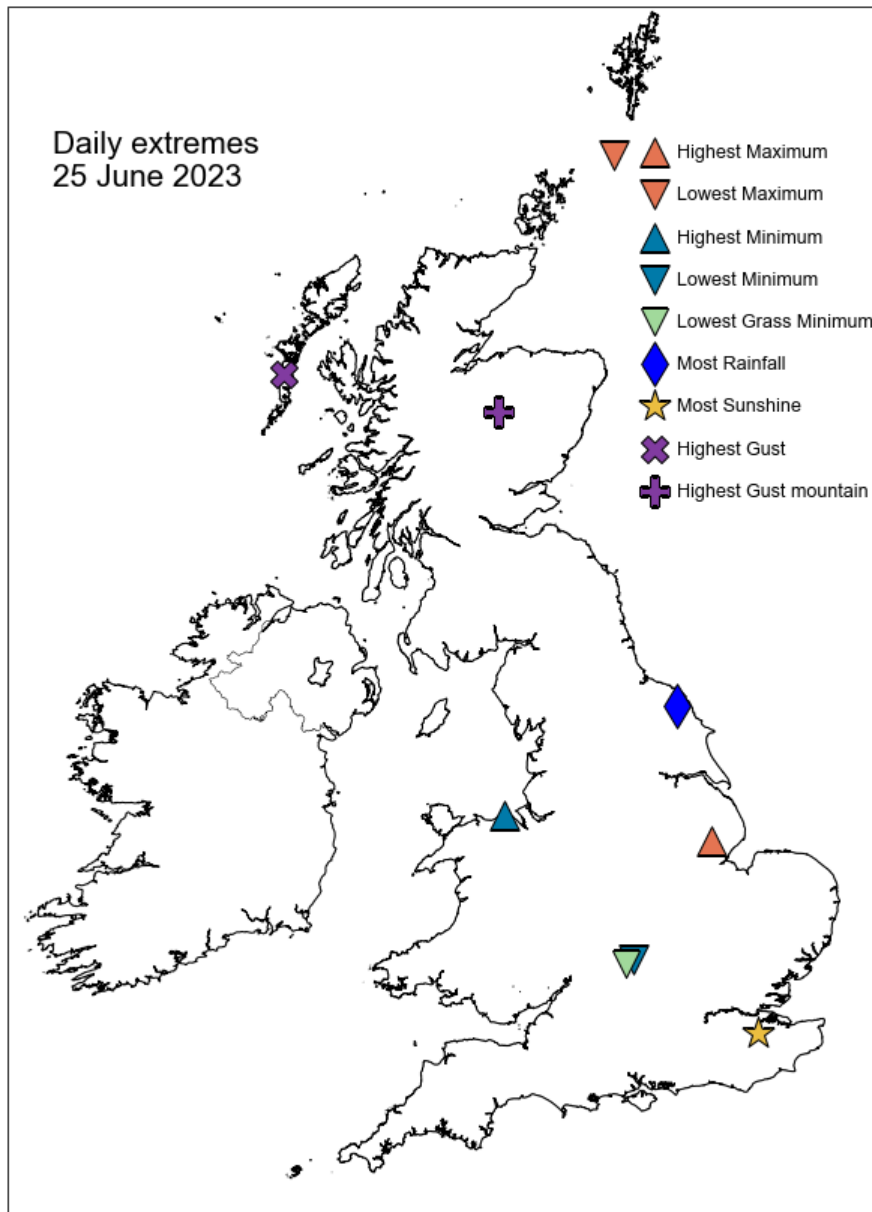 Daily extremes
25 June 2023
Highest Maximum
Lowest Maximum
Highest Minimum
Lowest Minimum
Lowest Grass Minimum
Most Rainfall
Most Sunshine
Highest Gust
Highest Gust mountain